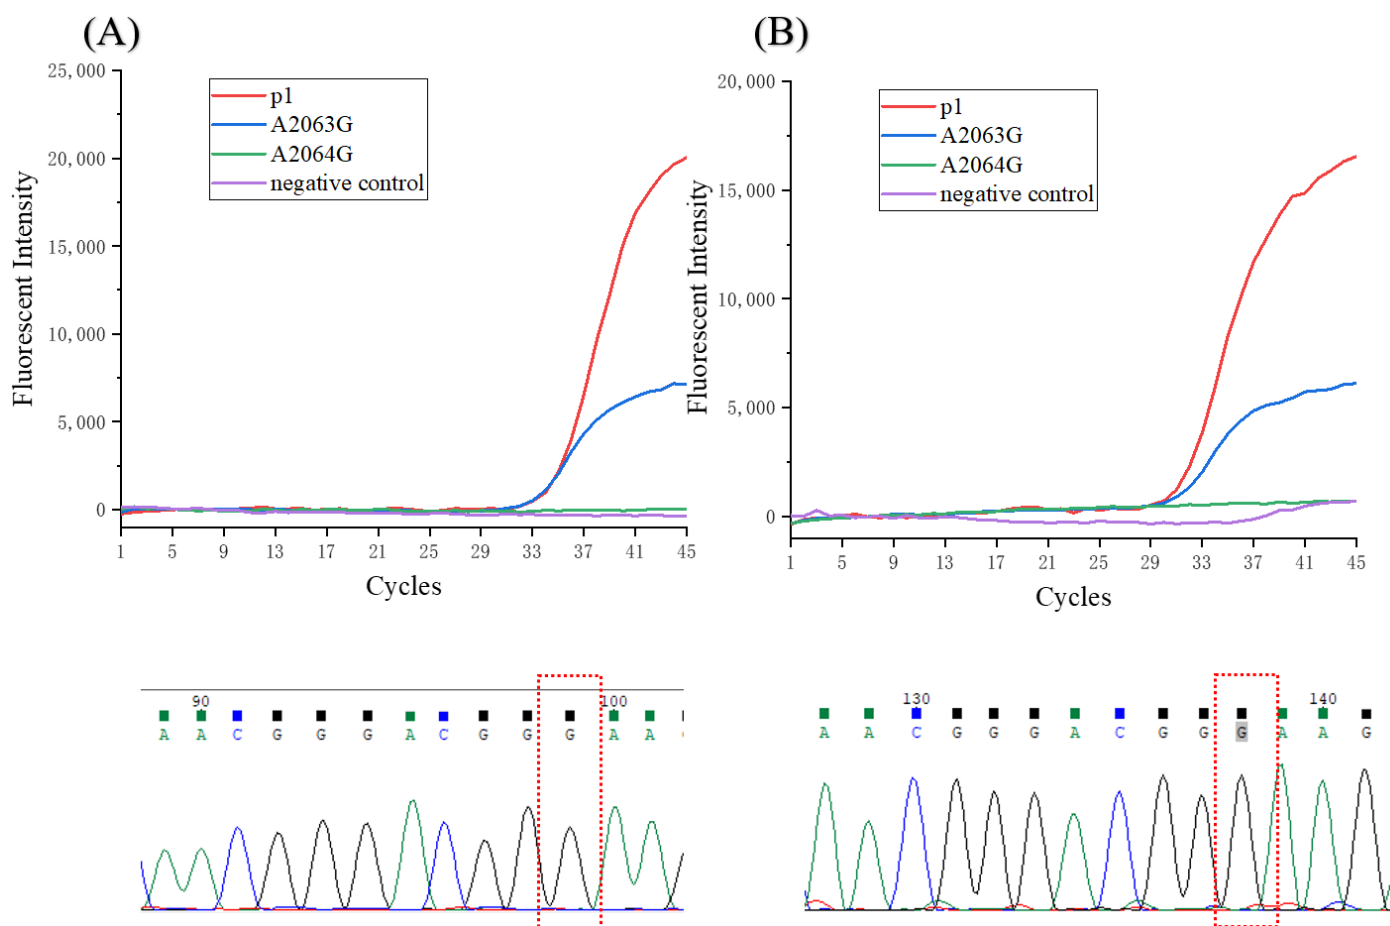 (A)
25,000
20,000
15,000
10,000
5,000
0
Fluorescent Intensity
p1
A2063G
A2064G
negative control
1 5 9 13 17 21 25 29 33 37 41 45
Cycles
(B)
20,000
15,000
10,000
5,000
0
Fluorescent Intensity
p1
A2063G
A2064G
negative control
1 5 9 13 17 21 25 29 33 37 41 45
Cycles
90 100
A A C G G G A C G G G A A
130 140
A A C G G G A C G G G A A G